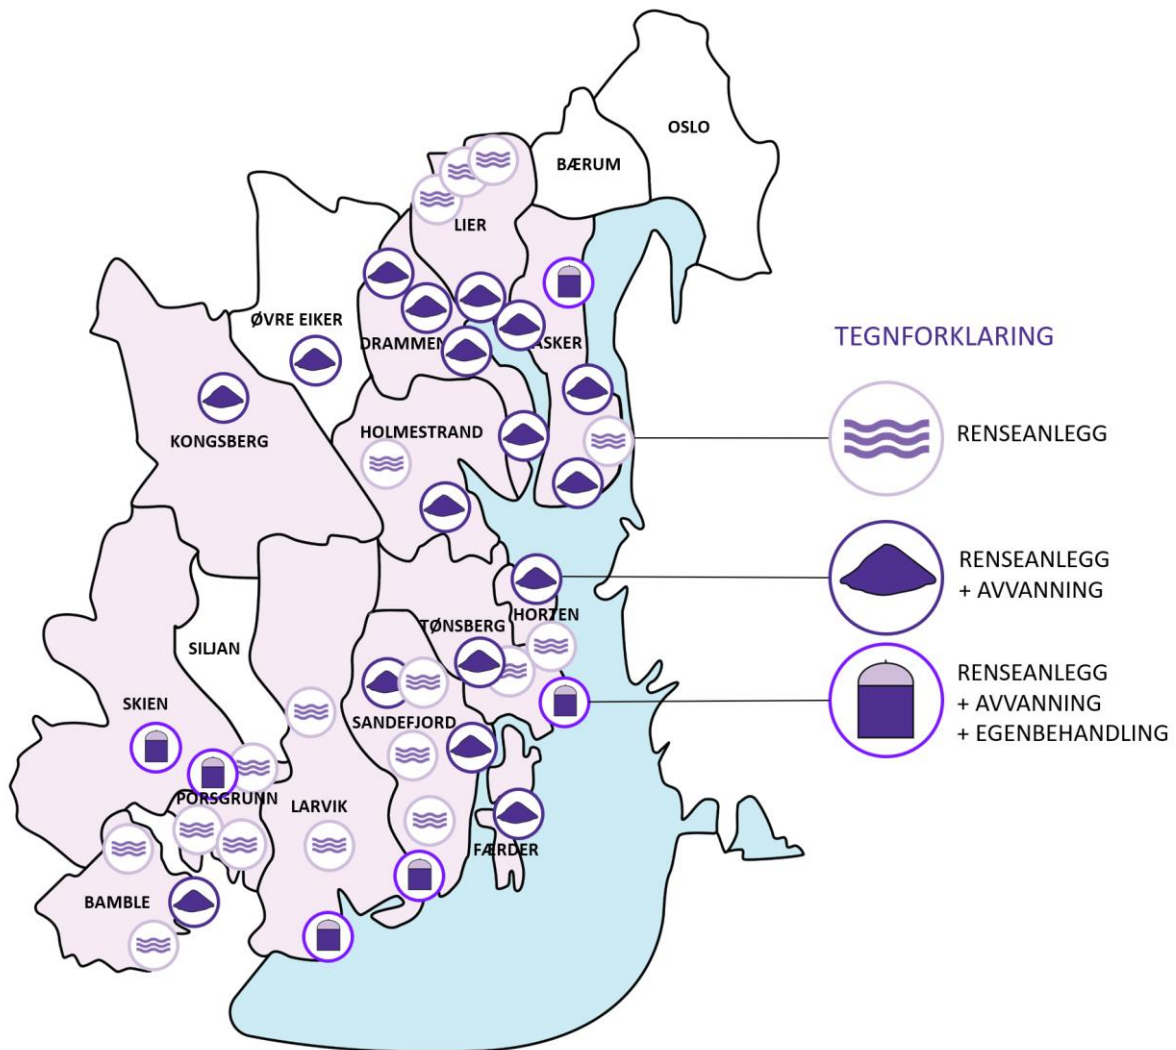 OSLO
BÆRUM
LIER
ØVRE EIKER
DRAMMEN
ASKER
KONGSBERG
HOLMESTRAND
HORTEN
TØNSBERG
SILJAN
SKIEN
SANDEFJORD
PORSGRUNN
LARVIK
FÆRDER
BAMBLE
TEGNFORKLARING
RENSEANLEGG
RENSEANLEGG
+ AVVANNING
RENSEANLEGG
+ AVVANNING
+ EGENBEHANDLING